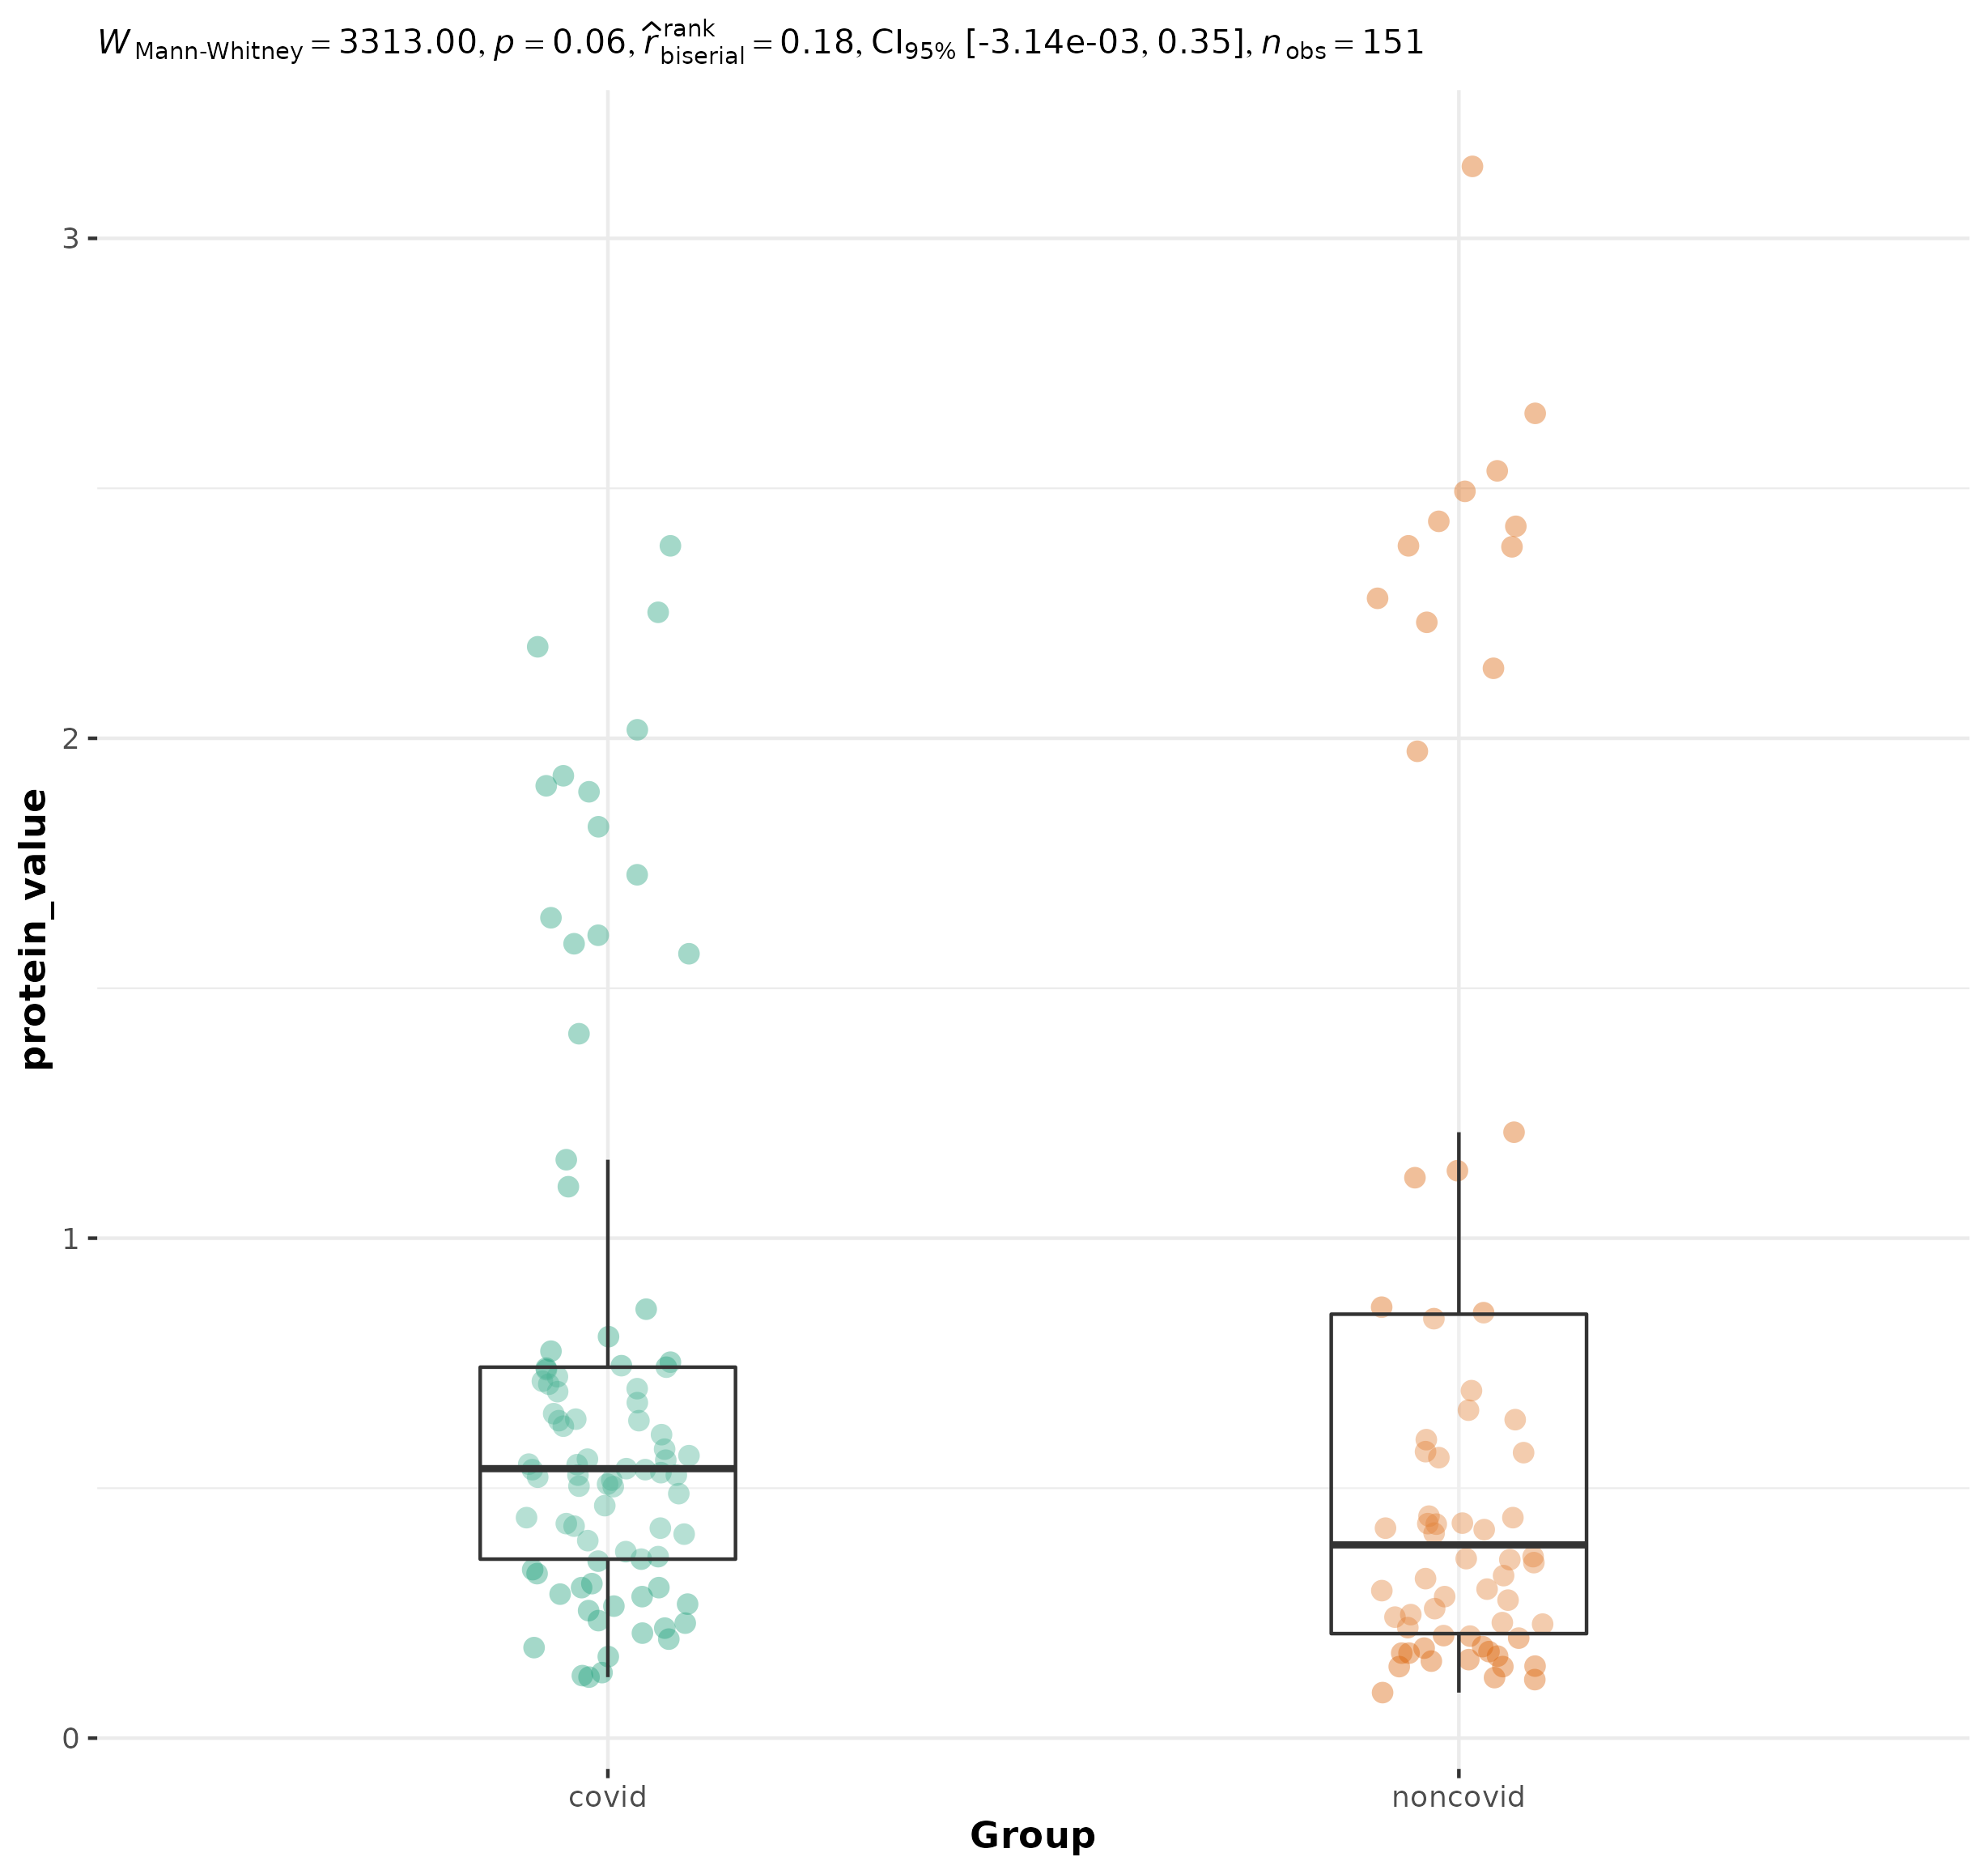 W Mann-Whitney = 3313.00, p = 0.06, r̂ rank biserial = 0.18, CI95% [-3.14e-03, 0.35], n obs = 151
3
2
1
0
protein_value
covid noncovid
Group